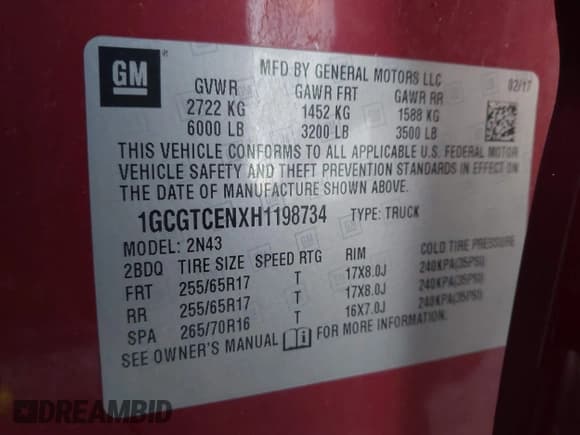 GM
MFD BY GENERAL MOTORS LLC 02/17
GVWR GAWR FRT GAWR RR
2722 KG 1452 KG 1588 KG
6000 LB 3200 LB 3500 LB
THIS VEHICLE CONFORMS TO ALL APPLICABLE U.S. FEDERAL MOTOR
VEHICLE SAFETY AND THEFT PREVENTION STANDARDS IN EFFECT ON
THE DATE OF MANUFACTURE SHOWN ABOVE.
1GCGTCENXH1198734 TYPE: TRUCK
MODEL: 2N43
2BDQ TIRE SIZE SPEED RTG RIM COLD TIRE PRESSURE
FRT 255/65R17 T 17X8.0J 240KPA(35PSI)
RR 255/65R17 T 17X8.0J 240KPA(35PSI)
SPA 265/70R16 T 16X7.0J 240KPA(35PSI)
SEE OWNER'S MANUAL FOR MORE INFORMATION.
DREAMBID